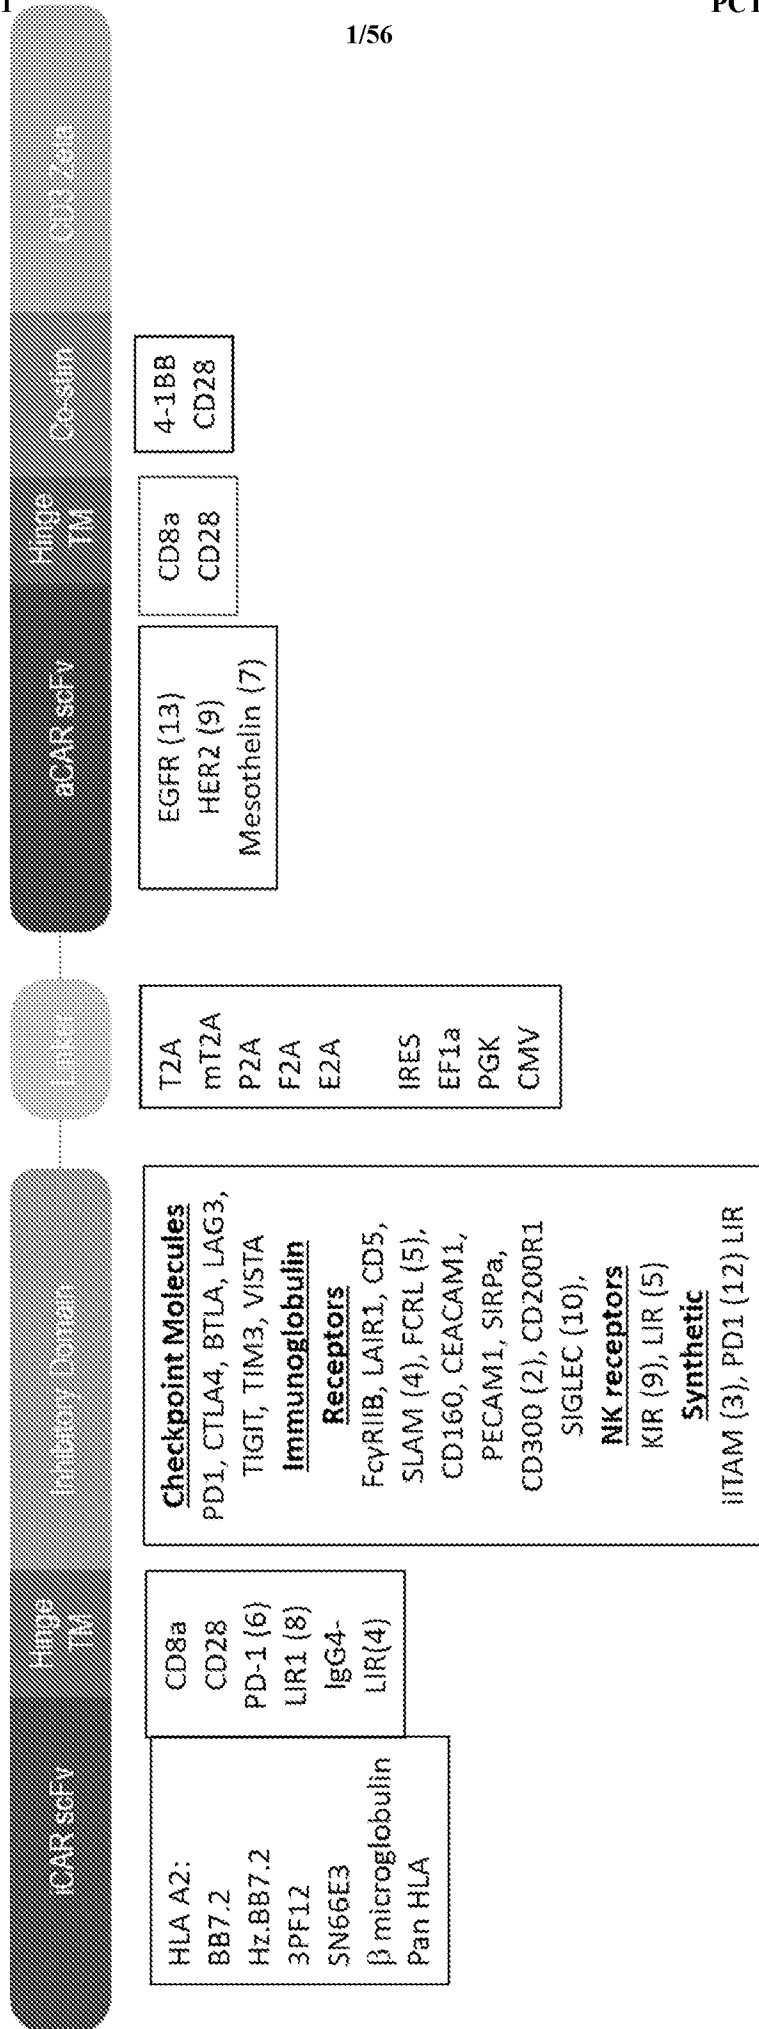 1
PCT
1/56
iCAR scFv
Hinge
TM
Inhibitory Domain
Linker
aCAR scFv
Hinge
TM
Co-stim
CD3 Zeta
HLA A2:
BB7.2
Hz.BB7.2
3PF12
SN66E3
β microglobulin
Pan HLA
CD8a
CD28
PD-1 (6)
LIR1 (8)
IgG4-
LIR(4)
Checkpoint Molecules
PD1, CTLA4, BTLA, LAG3,
TIGIT, TIM3, VISTA
Immunoglobulin
Receptors
FcγRIIB, LAIR1, CD5,
SLAM (4), FCRL (5),
CD160, CEACAM1,
PECAM1, SIRPa,
CD300 (2), CD200R1
SIGLEC (10),
NK receptors
KIR (9), LIR (5)
Synthetic
iITAM (3), PD1 (12) LIR
T2A
mT2A
P2A
F2A
E2A
IRES
EF1a
PGK
CMV
EGFR (13)
HER2 (9)
Mesothelin (7)
CD8a
CD28
4-1BB
CD28